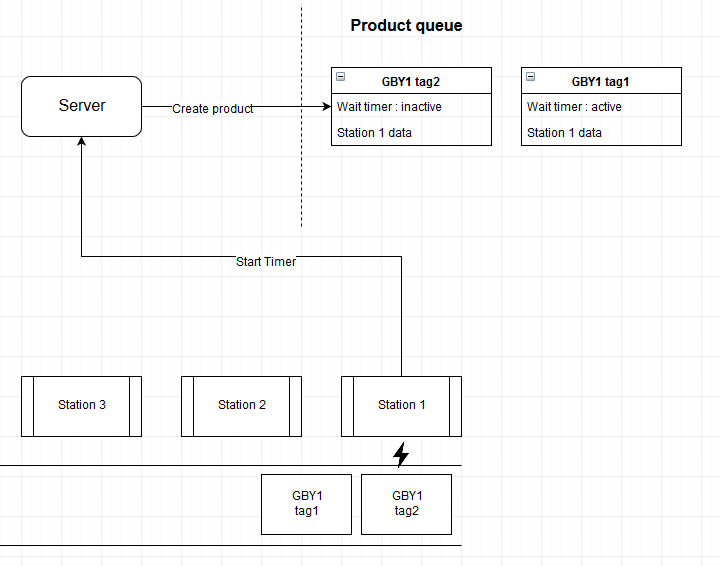 Product queue
GBY1 tag2
GBY1 tag1
Server
Create product
Wait timer : inactive
Wait timer : active
Station 1 data
Station 1 data
Start Timer
Station 3
Station 2
Station 1
GBY1
tag1
GBY1
tag2